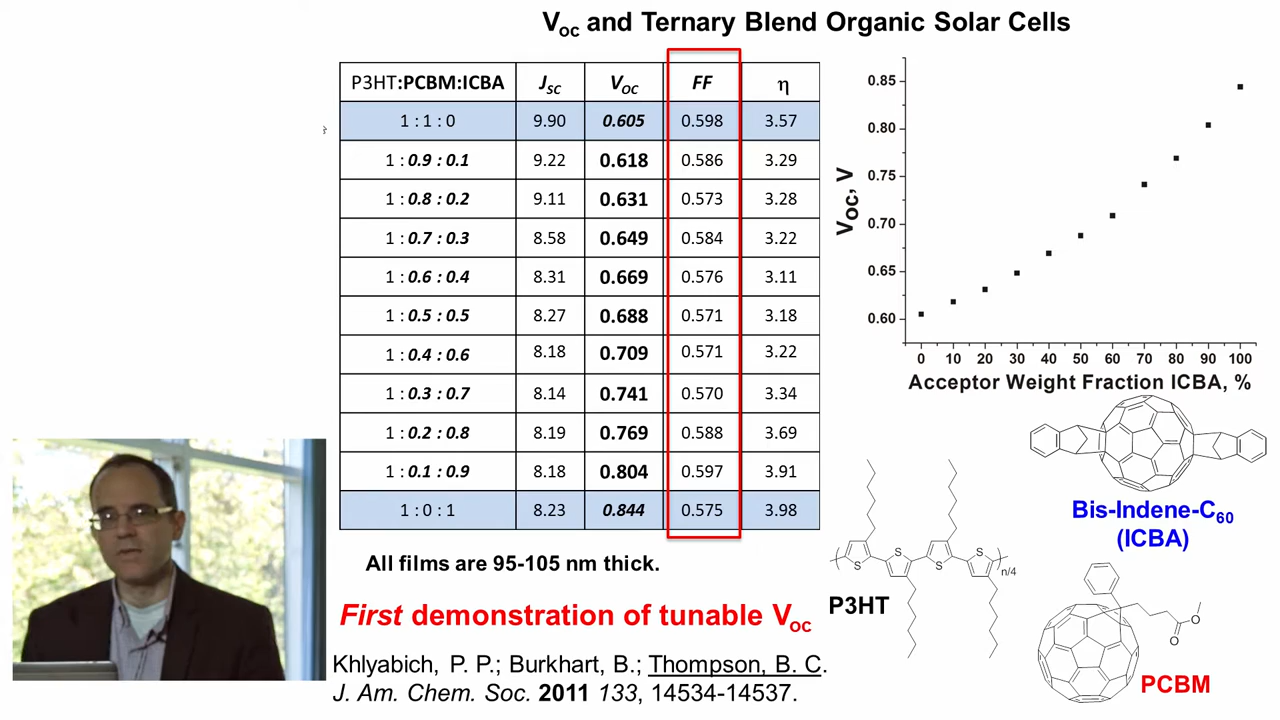 Voc and Ternary Blend Organic Solar Cells
P3HT:PCBM:ICBA JSC VOC FF η
1 : 1 : 0 9.90 0.605 0.598 3.57
1 : 0.9 : 0.1 9.22 0.618 0.586 3.29
1 : 0.8 : 0.2 9.11 0.631 0.573 3.28
1 : 0.7 : 0.3 8.58 0.649 0.584 3.22
1 : 0.6 : 0.4 8.31 0.669 0.576 3.11
1 : 0.5 : 0.5 8.27 0.688 0.571 3.18
1 : 0.4 : 0.6 8.18 0.709 0.571 3.22
1 : 0.3 : 0.7 8.14 0.741 0.570 3.34
1 : 0.2 : 0.8 8.19 0.769 0.588 3.69
1 : 0.1 : 0.9 8.18 0.804 0.597 3.91
1 : 0 : 1 8.23 0.844 0.575 3.98
All films are 95-105 nm thick.
First demonstration of tunable Voc
Khlyabich, P. P.; Burkhart, B.; Thompson, B. C.
J. Am. Chem. Soc. 2011 133, 14534-14537.
VOC, V
0.85
0.80
0.75
0.70
0.65
0.60
0 10 20 30 40 50 60 70 80 90 100
Acceptor Weight Fraction ICBA, %
Bis-Indene-C60
(ICBA)
S S S S
n/4
P3HT
O
O
PCBM